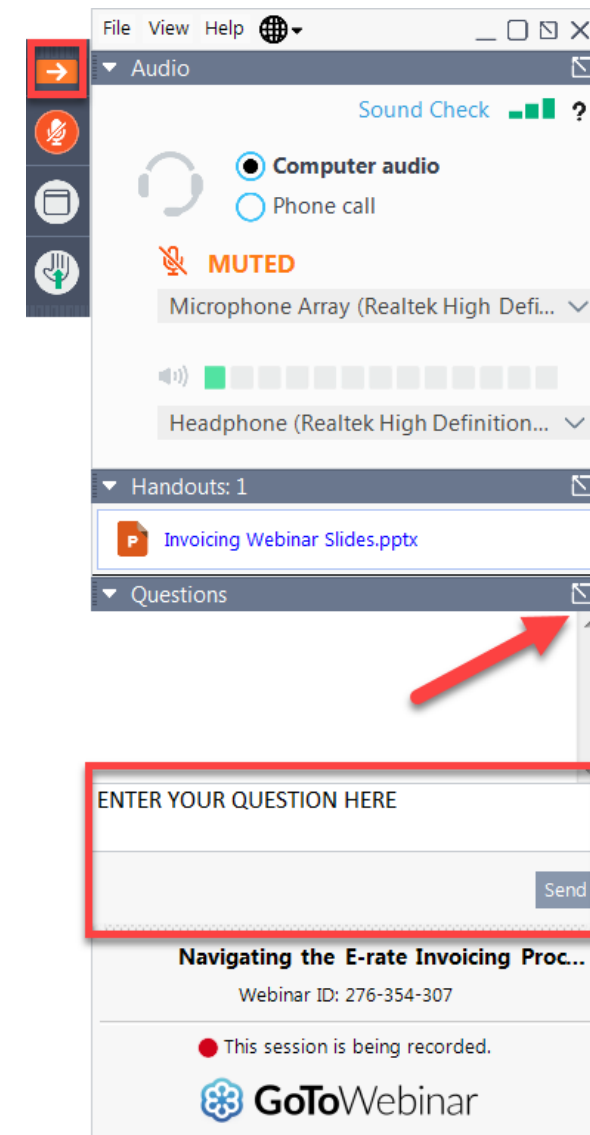 File View Help
Audio
Sound Check ?
Computer audio
Phone call
MUTED
Microphone Array (Realtek High Defi...
Headphone (Realtek High Definition...
Handouts: 1
P Invoicing Webinar Slides.pptx
Questions
ENTER YOUR QUESTION HERE
Send
Navigating the E-rate Invoicing Proc...
Webinar ID: 276-354-307
This session is being recorded.
GoToWebinar